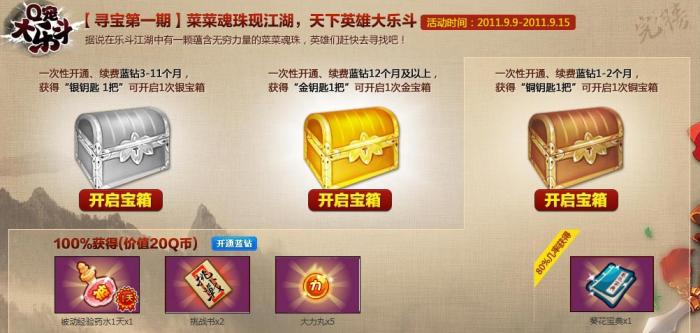 Q宠
大乐斗
【寻宝第一期】菜菜魂珠现江湖，天下英雄大乐斗
活动时间：2011.9.9-2011.9.15
据说在乐斗江湖中有一颗蕴含无穷力量的菜菜魂珠，英雄们赶快去寻找吧！
一次性开通、续费蓝钻3-11个月，
获得“银钥匙 1把”可开启1次银宝箱
开启宝箱
一次性开通、续费蓝钻12个月及以上，
获得“金钥匙1把”可开启1次金宝箱
开启宝箱
一次性开通、续费蓝钻1-2个月，
获得“铜钥匙1把”可开启1次铜宝箱
开启宝箱
100%获得(价值20Q币)
开通蓝钻
80%几率获得
1天
挑战
力
被动经验药水1天x1
挑战书x2
大力丸x5
葵花宝典x1